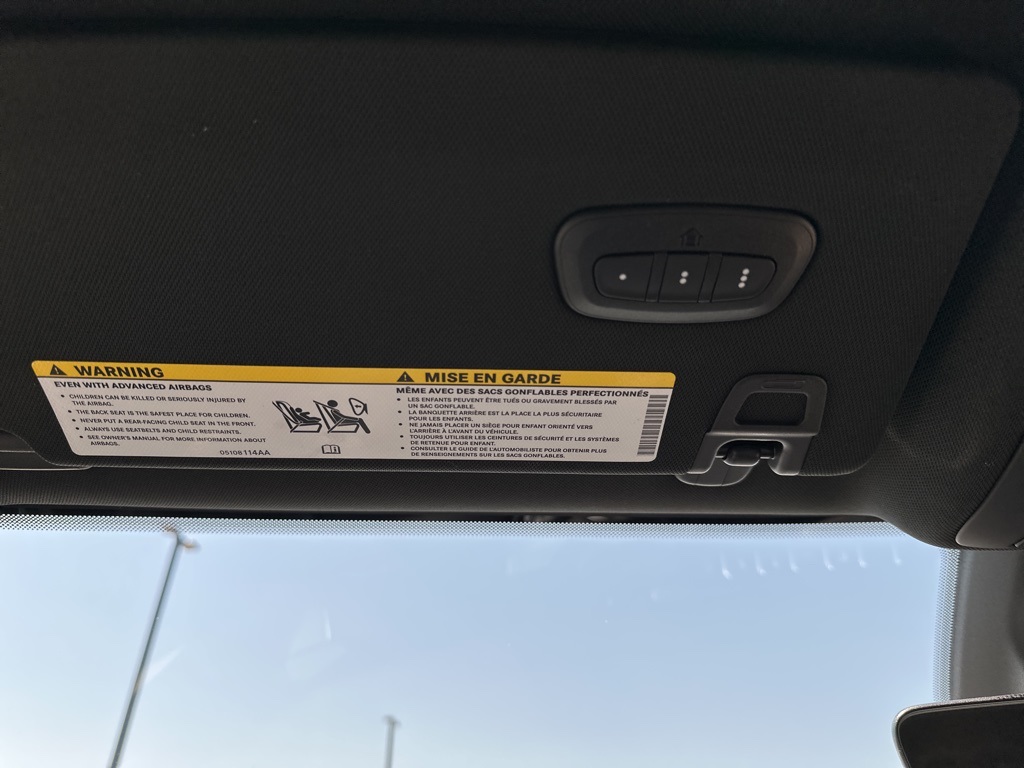 WARNING
EVEN WITH ADVANCED AIRBAGS
• CHILDREN CAN BE KILLED OR SERIOUSLY INJURED BY
THE AIRBAG.
• THE BACK SEAT IS THE SAFEST PLACE FOR CHILDREN.
• NEVER PUT A REAR-FACING CHILD SEAT IN THE FRONT.
• ALWAYS USE SEATBELTS AND CHILD RESTRAINTS.
• SEE OWNER'S MANUAL FOR MORE INFORMATION ABOUT
AIRBAGS.
05108114AA
MISE EN GARDE
MÊME AVEC DES SACS GONFLABLES PERFECTIONNÉS
• LES ENFANTS PEUVENT ÊTRE TUÉS OU GRAVEMENT BLESSÉS PAR
UN SAC GONFLABLE.
• LA BANQUETTE ARRIÈRE EST LA PLACE LA PLUS SÉCURITAIRE
POUR LES ENFANTS.
• NE JAMAIS PLACER UN SIÈGE POUR ENFANT ORIENTÉ VERS
L'ARRIÈRE À L'AVANT DU VÉHICULE.
• TOUJOURS UTILISER LES CEINTURES DE SÉCURITÉ ET LES SYSTÈMES
DE RETENUE POUR ENFANT.
• CONSULTER LE GUIDE DE L'AUTOMOBILISTE POUR OBTENIR PLUS
DE RENSEIGNEMENTS SUR LES SACS GONFLABLES.